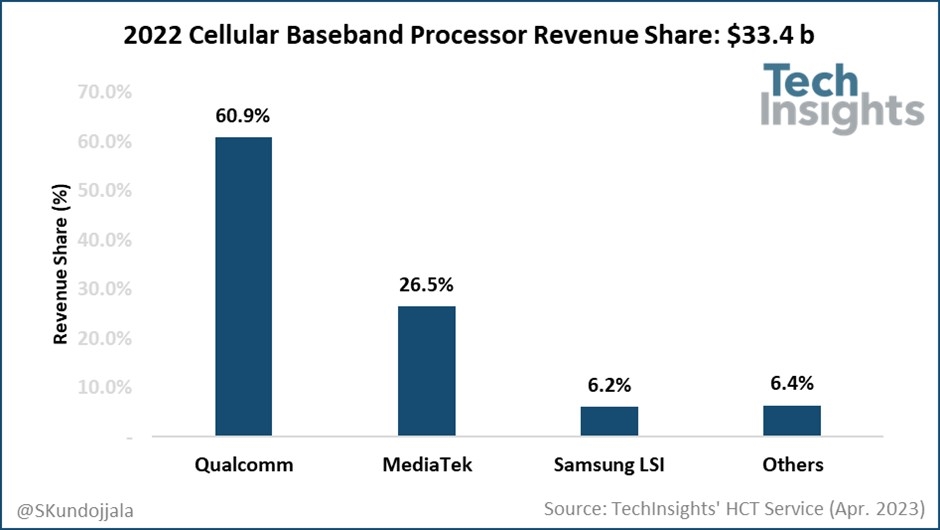 2022 Cellular Baseband Processor Revenue Share: $33.4 b
Tech
Insights
Revenue Share (%)
70.0%
60.0%
50.0%
40.0%
30.0%
20.0%
10.0%
-
60.9%
26.5%
6.2%
6.4%
Qualcomm
MediaTek
Samsung LSI
Others
@SKundojjala
Source: TechInsights' HCT Service (Apr. 2023)